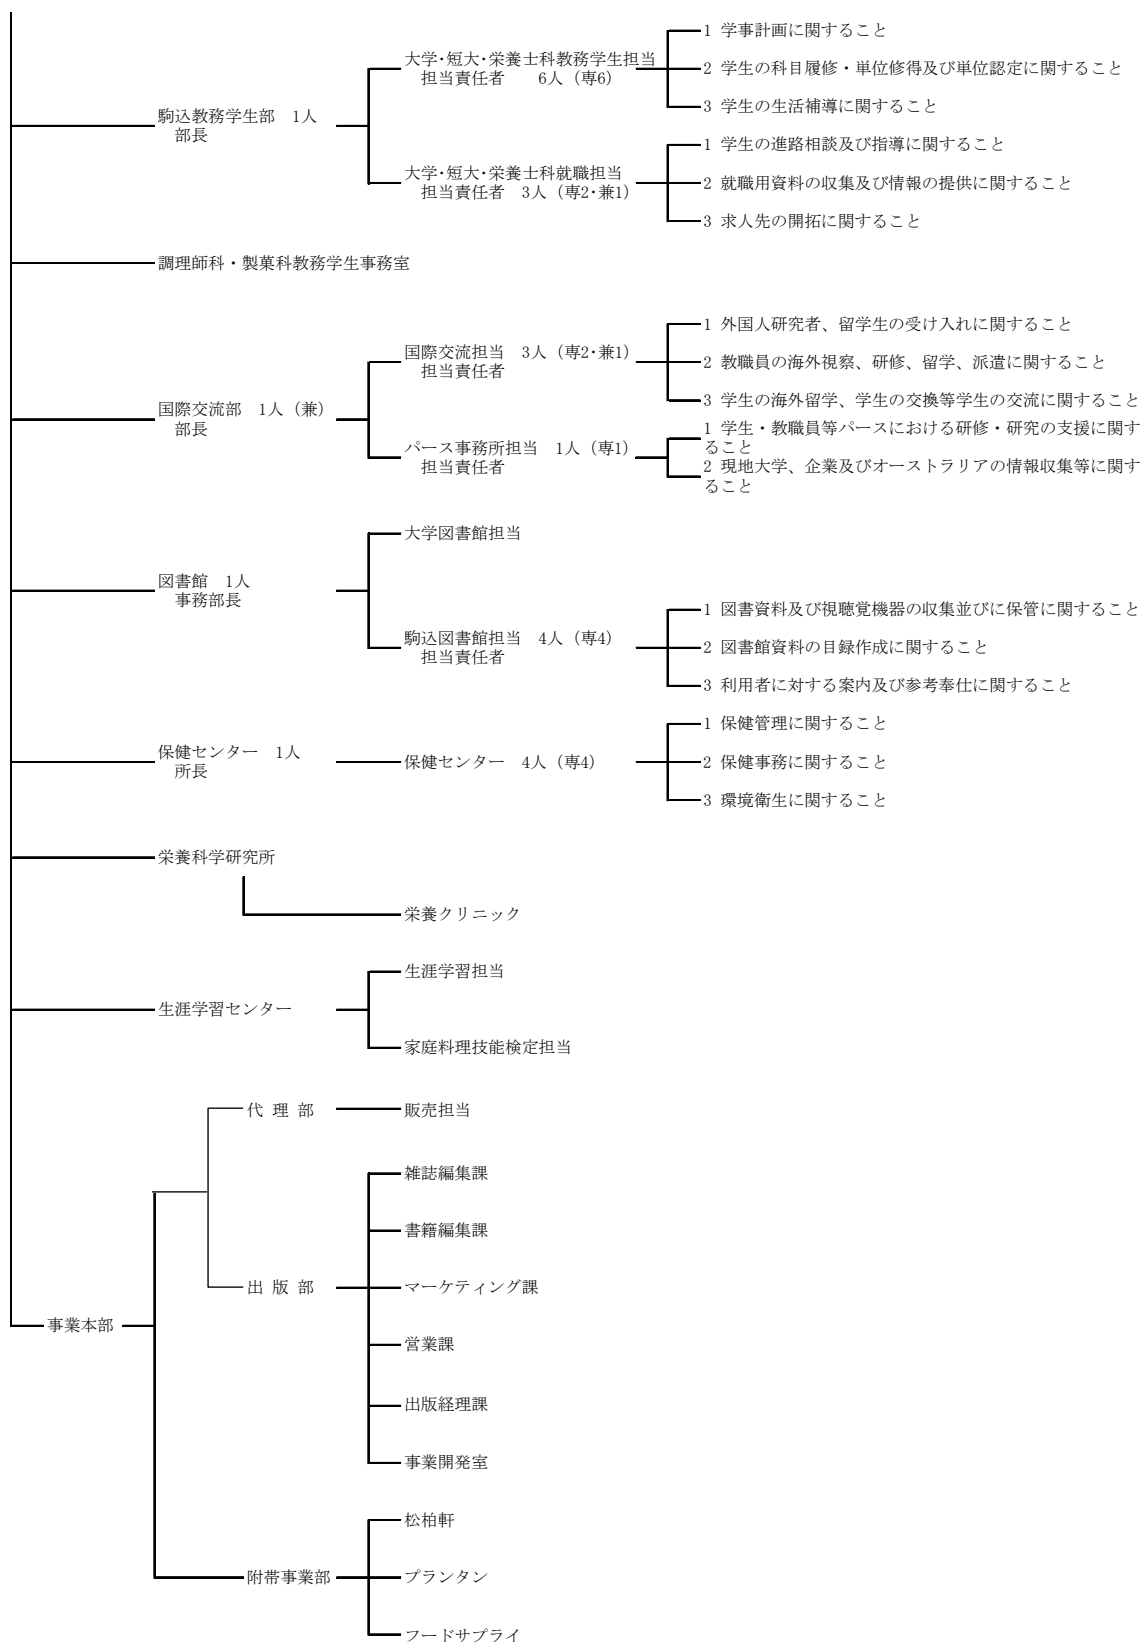 駒込教務学生部　1人
部長
大学・短大・栄養士科教務学生担当
担当責任者　　6人（専6）
1 学事計画に関すること
2 学生の科目履修・単位修得及び単位認定に関すること
3 学生の生活補導に関すること
大学・短大・栄養士科就職担当
担当責任者　3人（専2・兼1）
1 学生の進路相談及び指導に関すること
2 就職用資料の収集及び情報の提供に関すること
3 求人先の開拓に関すること
調理師科・製菓科教務学生事務室
国際交流部　1人（兼）
部長
国際交流担当　3人（専2・兼1）
担当責任者
1 外国人研究者、留学生の受け入れに関すること
2 教職員の海外視察、研修、留学、派遣に関すること
3 学生の海外留学、学生の交換等学生の交流に関すること
パース事務所担当　1人（専1）
担当責任者
1 学生・教職員等パースにおける研修・研究の支援に関す
ること
2 現地大学、企業及びオーストラリアの情報収集等に関す
ること
図書館　1人
事務部長
大学図書館担当
駒込図書館担当　4人（専4）
担当責任者
1 図書資料及び視聴覚機器の収集並びに保管に関すること
2 図書館資料の目録作成に関すること
3 利用者に対する案内及び参考奉仕に関すること
保健センター　1人
所長
保健センター　4人（専4）
1 保健管理に関すること
2 保健事務に関すること
3 環境衛生に関すること
栄養科学研究所
栄養クリニック
生涯学習センター
生涯学習担当
家庭料理技能検定担当
事業本部
代 理 部
販売担当
出 版 部
雑誌編集課
書籍編集課
マーケティング課
営業課
出版経理課
事業開発室
附帯事業部
松柏軒
プランタン
フードサプライ